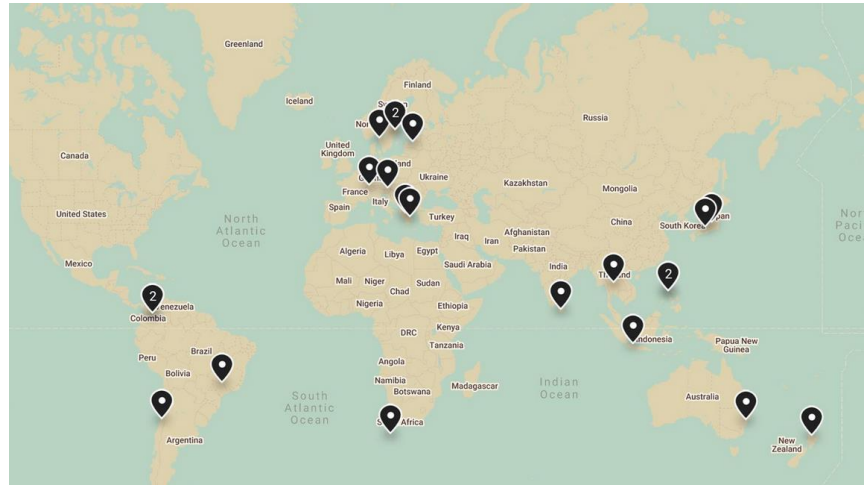 Greenland
Finland
Iceland
Russia
United
Kingdom
Canada
Ukraine
Kazakhstan
Mongolia
France
Spain
Italy
Turkey
United States
North
Atlantic
Ocean
China
South Korea
Afghanistan
Iraq
Iran
Pakistan
Algeria
Libya
Egypt
Saudi Arabia
India
Mexico
Mali
Niger
Chad
Sudan
Nigeria
Ethiopia
2
2
2
Colombia
DRC
Kenya
Tanzania
Papua New
Guinea
Peru
Brazil
Bolivia
Angola
Namibia
Botswana
Madagascar
South
Atlantic
Ocean
Indian
Ocean
Australia
Argentina
New
Zealand